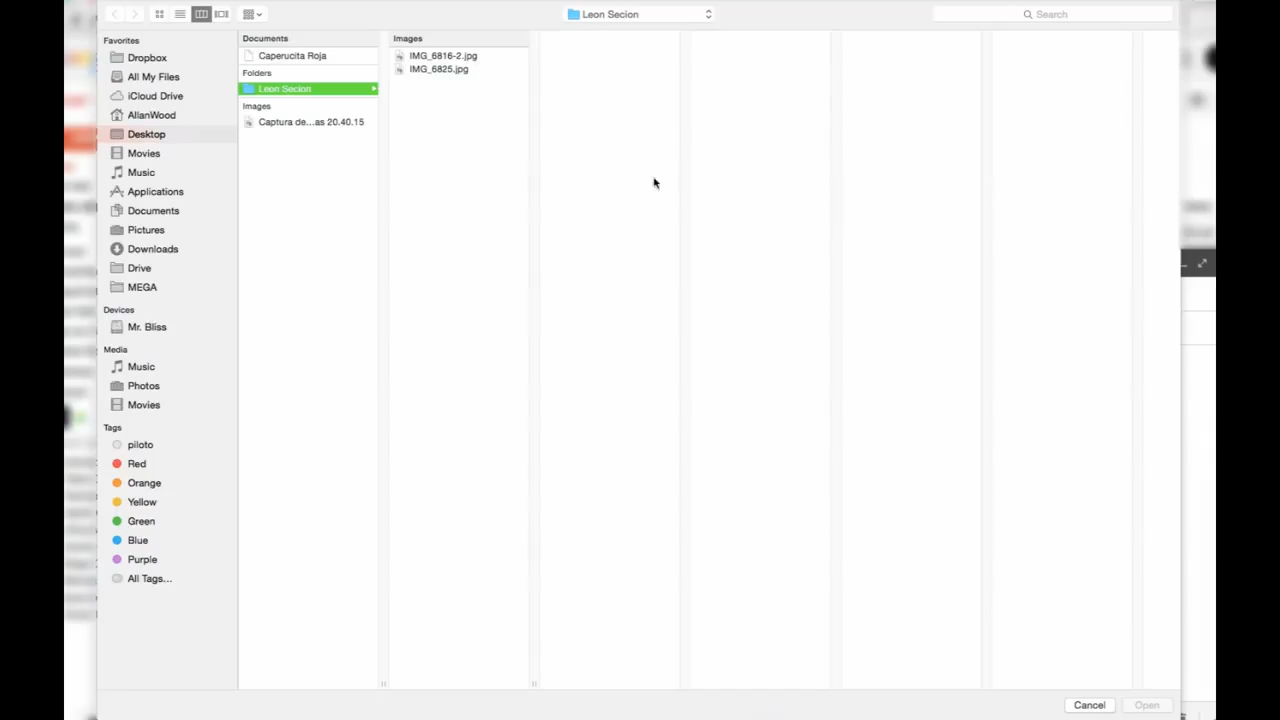 Leon Secion
Search
Favorites
Dropbox
All My Files
iCloud Drive
AllanWood
Desktop
Movies
Music
Applications
Documents
Pictures
Downloads
Drive
MEGA
Devices
Mr. Bliss
Media
Music
Photos
Movies
Tags
piloto
Red
Orange
Yellow
Green
Blue
Purple
All Tags...
Documents
Caperucita Roja
Folders
Leon Secion
Images
Captura de...as 20.40.15
Images
IMG_6816-2.jpg
IMG_6825.jpg
Cancel
Open